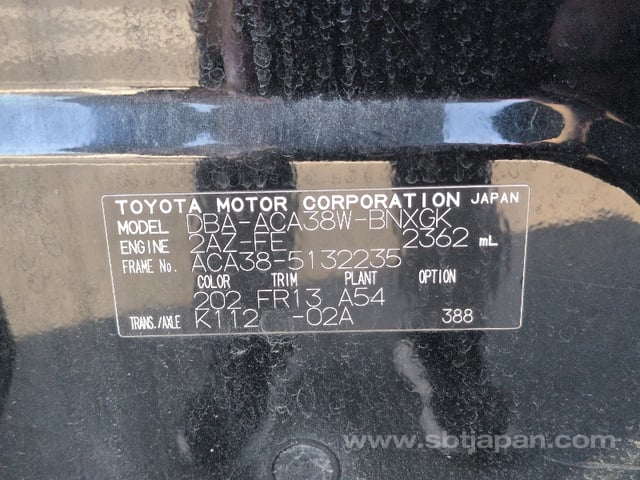 TOYOTA MOTOR CORPORATION JAPAN
MODEL DBA-ACA38W-BNXGK
ENGINE 2AZ-FE 2362 mL
FRAME No. ACA38-5132235
COLOR TRIM PLANT OPTION
202 FR13 A54
TRANS./AXLE K112 -02A 388
www.sbtjapan.com